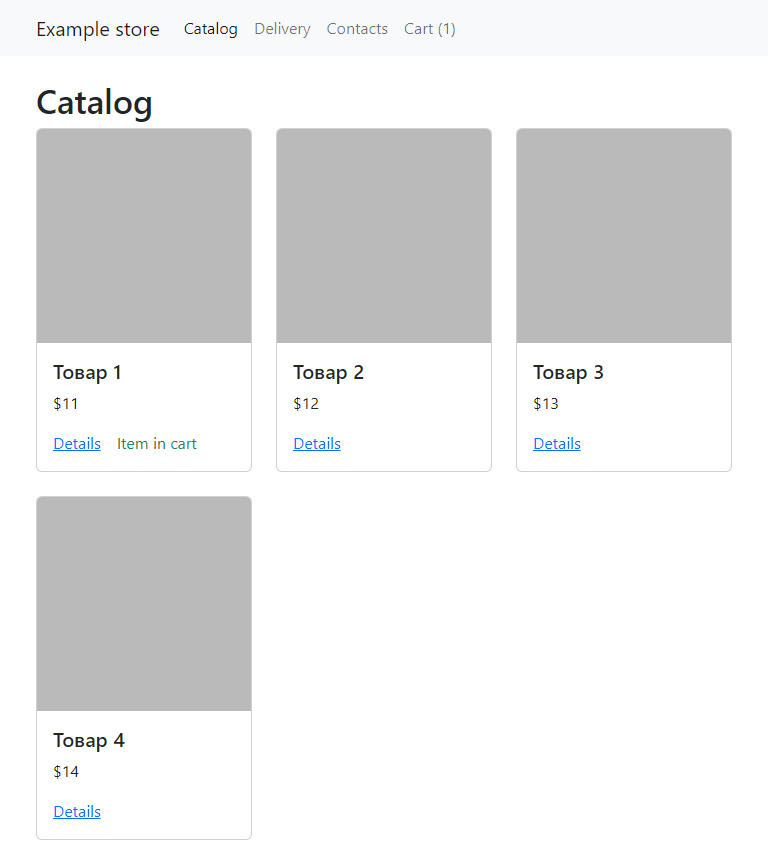 Example store Catalog Delivery Contacts Cart (1)
Catalog
Товар 1
$11
Details Item in cart
Товар 2
$12
Details
Товар 3
$13
Details
Товар 4
$14
Details